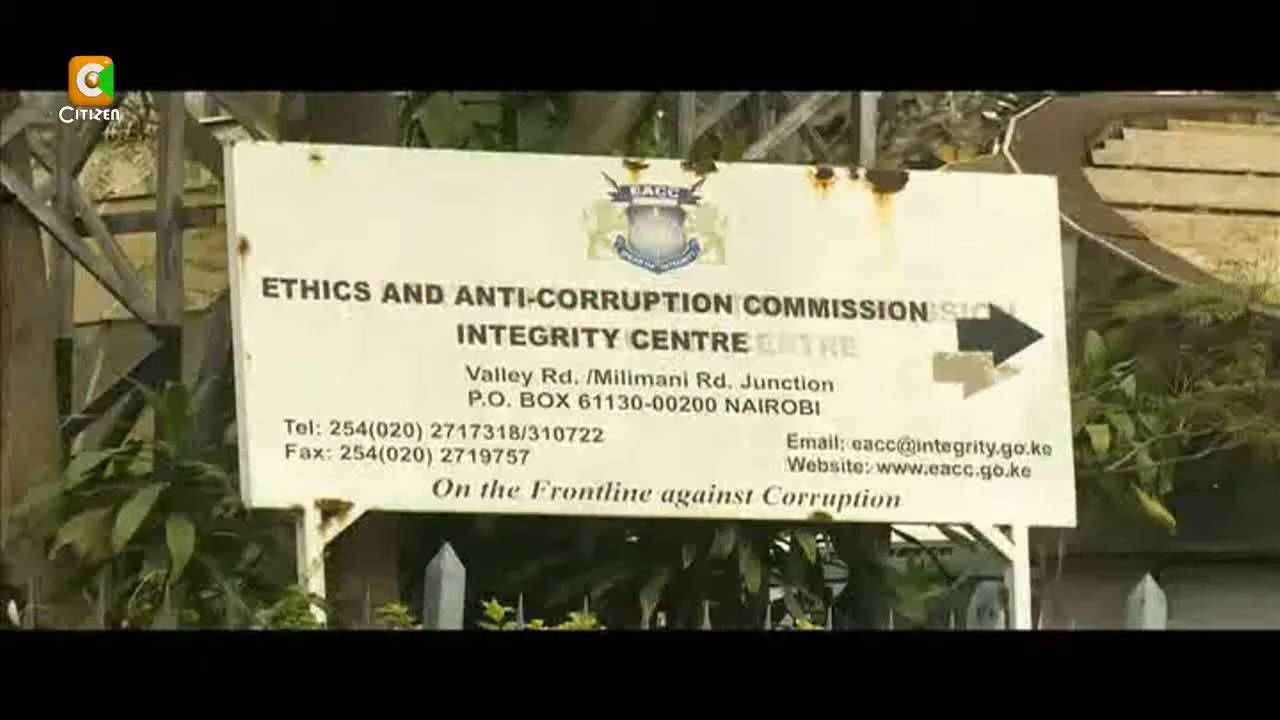 CITIZEN
EACC
ETHICS AND ANTI-CORRUPTION COMMISSION
INTEGRITY CENTRE
Valley Rd. /Milimani Rd. Junction
P.O. BOX 61130-00200 NAIROBI
Tel: 254(020) 2717318/310722
Fax: 254(020) 2719757
Email: eacc@integrity.go.ke
Website: www.eacc.go.ke
On the Frontline against Corruption